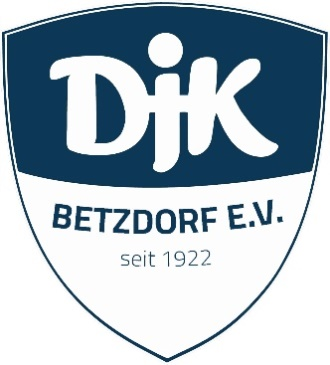 DJK
BETZDORF E.V.
seit 1922